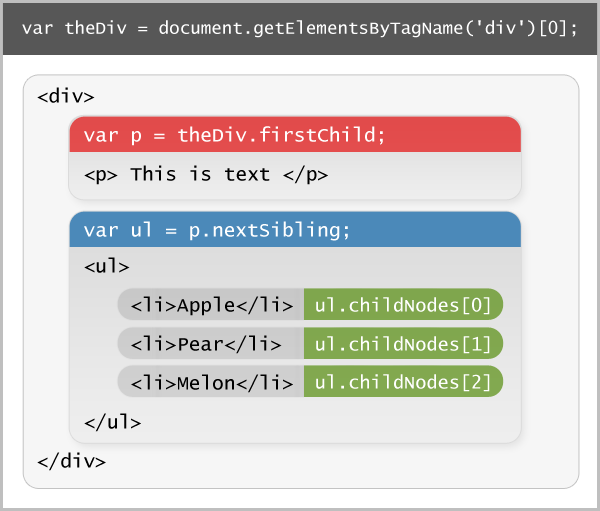 var theDiv = document.getElementsByTagName('div')[0];
<div>
var p = theDiv.firstChild;
<p> This is text </p>
var ul = p.nextSibling;
<ul>
<li>Apple</li> ul.childNodes[0]
<li>Pear</li> ul.childNodes[1]
<li>Melon</li> ul.childNodes[2]
</ul>
</div>